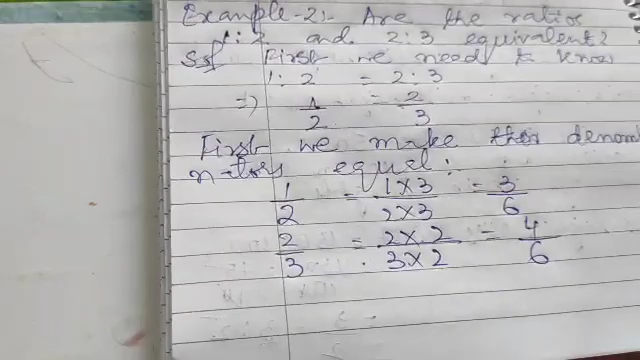 Example-2:- Are the ratios
1:2 and 2:3 equivalent?
Sol First we need to know
1:2 = 2:3
=> 1/2 = 2/3
First we make their denomi
nators equal:
1/2 = 1×3/2×3 = 3/6
2/3 = 2×2/3×2 = 4/6